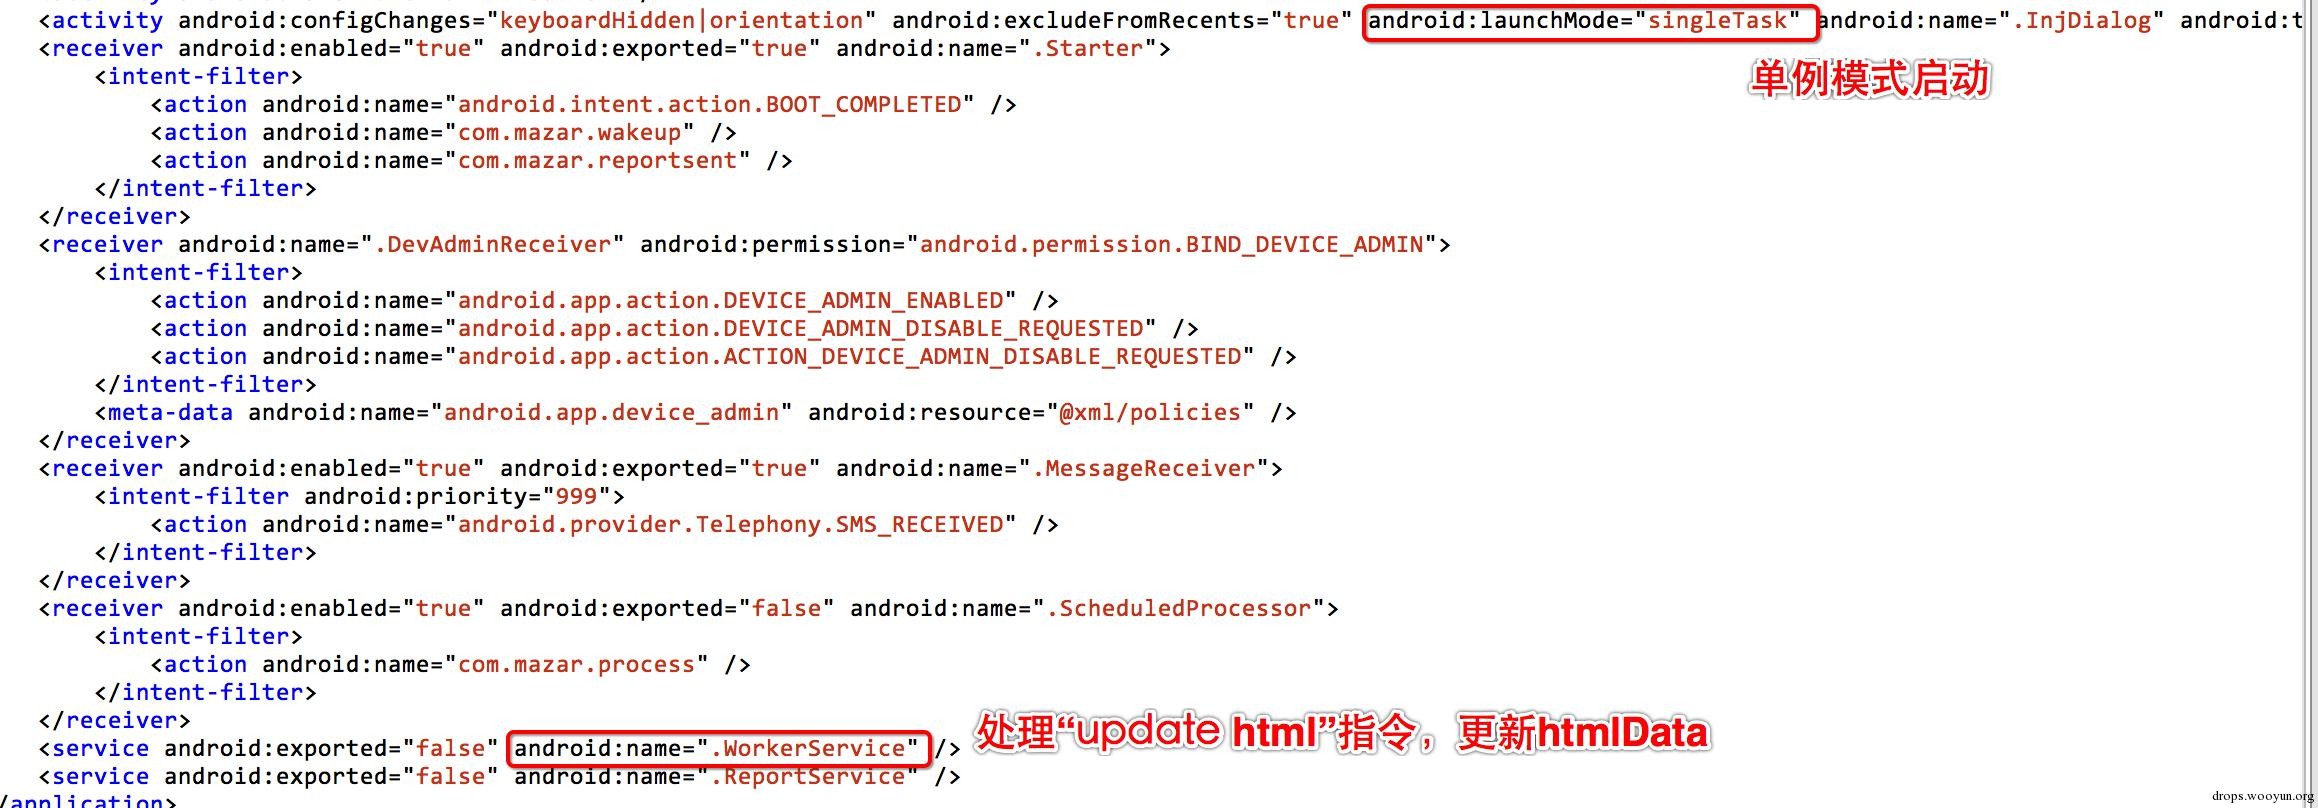 <activity android:configChanges="keyboardHidden|orientation" android:excludeFromRecents="true" android:launchMode="singleTask" android:name=".InjDialog" android:t
<receiver android:enabled="true" android:exported="true" android:name=".Starter">
单例模式启动
<intent-filter>
<action android:name="android.intent.action.BOOT_COMPLETED" />
<action android:name="com.mazar.wakeup" />
<action android:name="com.mazar.reportsent" />
</intent-filter>
</receiver>
<receiver android:name=".DevAdminReceiver" android:permission="android.permission.BIND_DEVICE_ADMIN">
<intent-filter>
<action android:name="android.app.action.DEVICE_ADMIN_ENABLED" />
<action android:name="android.app.action.DEVICE_ADMIN_DISABLE_REQUESTED" />
<action android:name="android.app.action.ACTION_DEVICE_ADMIN_DISABLE_REQUESTED" />
</intent-filter>
<meta-data android:name="android.app.device_admin" android:resource="@xml/policies" />
</receiver>
<receiver android:enabled="true" android:exported="true" android:name=".MessageReceiver">
<intent-filter android:priority="999">
<action android:name="android.provider.Telephony.SMS_RECEIVED" />
</intent-filter>
</receiver>
<receiver android:enabled="true" android:exported="false" android:name=".ScheduledProcessor">
<intent-filter>
<action android:name="com.mazar.process" />
</intent-filter>
</receiver>
处理“update html”指令，更新htmlData
<service android:exported="false" android:name=".WorkerService" />
<service android:exported="false" android:name=".ReportService" />
/application>
drops.wooyun.org